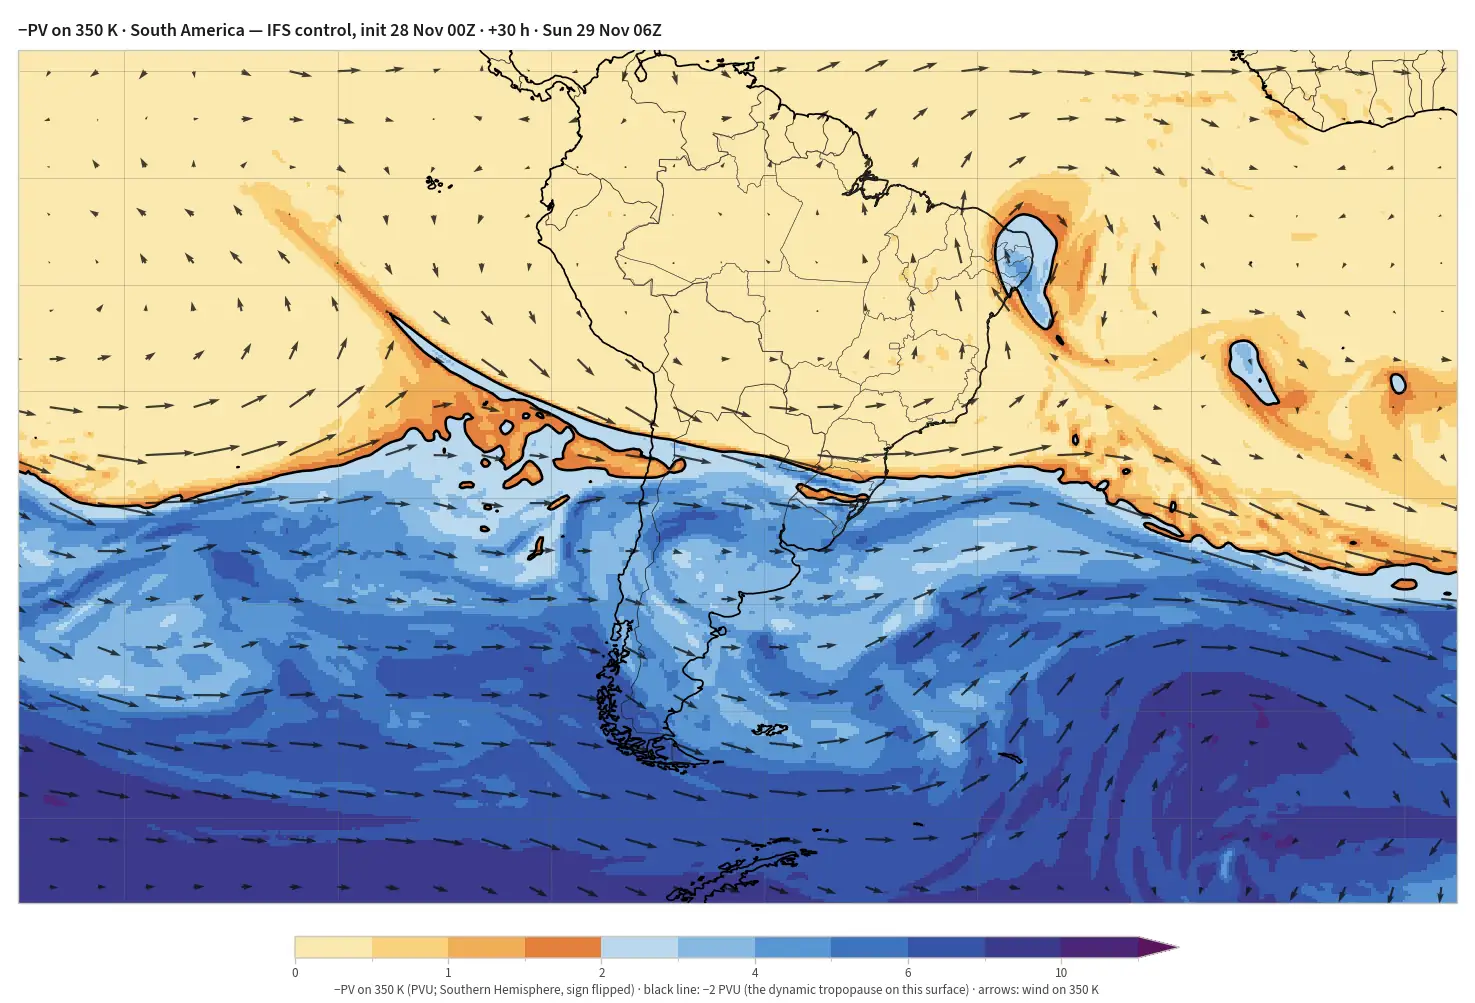 −PV on 350 K · South America — IFS control, init 28 Nov 00Z · +30 h · Sun 29 Nov 06Z
0 1 2 4 6 10
−PV on 350 K (PVU; Southern Hemisphere, sign flipped) · black line: −2 PVU (the dynamic tropopause on this surface) · arrows: wind on 350 K